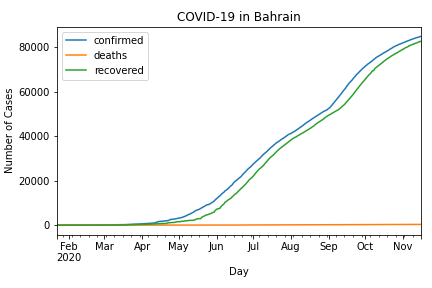 COVID-19 in Bahrain
confirmed
deaths
recovered
Number of Cases
80000
60000
40000
20000
0
Feb Mar Apr May Jun Jul Aug Sep Oct Nov
2020
Day